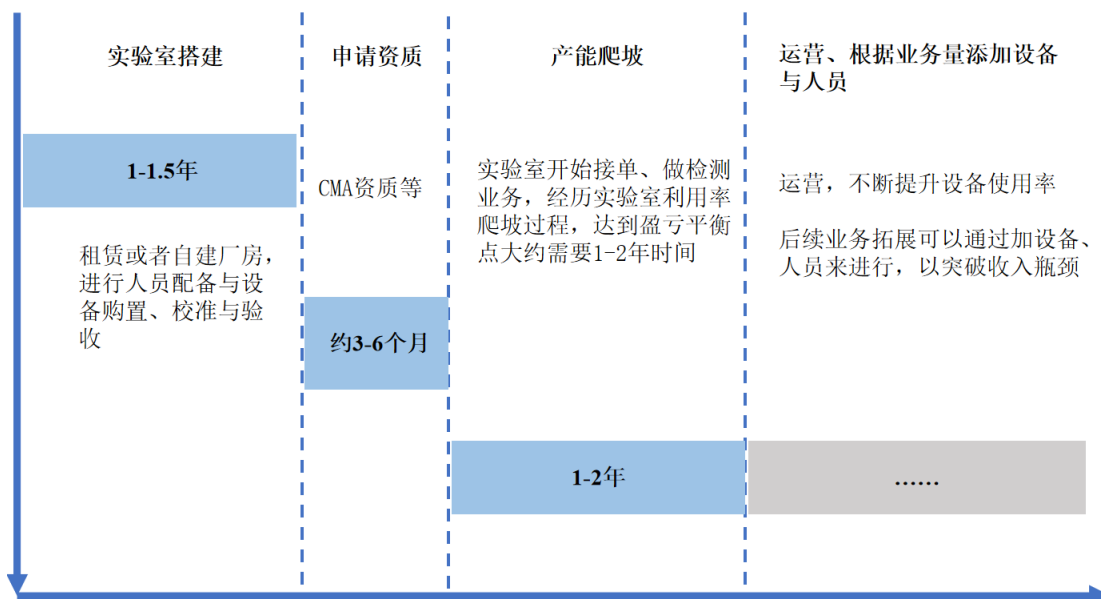 实验室搭建
1-1.5年
租赁或者自建厂房，
进行人员配备与设
备购置、校准与验
收
申请资质
CMA资质等
约3-6个月
产能爬坡
实验室开始接单、做检测
业务，经历实验室利用率
爬坡过程，达到盈亏平衡
点大约需要1-2年时间
1-2年
运营、根据业务量添加设备
与人员
运营，不断提升设备使用率
后续业务拓展可以通过加设备、
人员来进行，以突破收入瓶颈
……